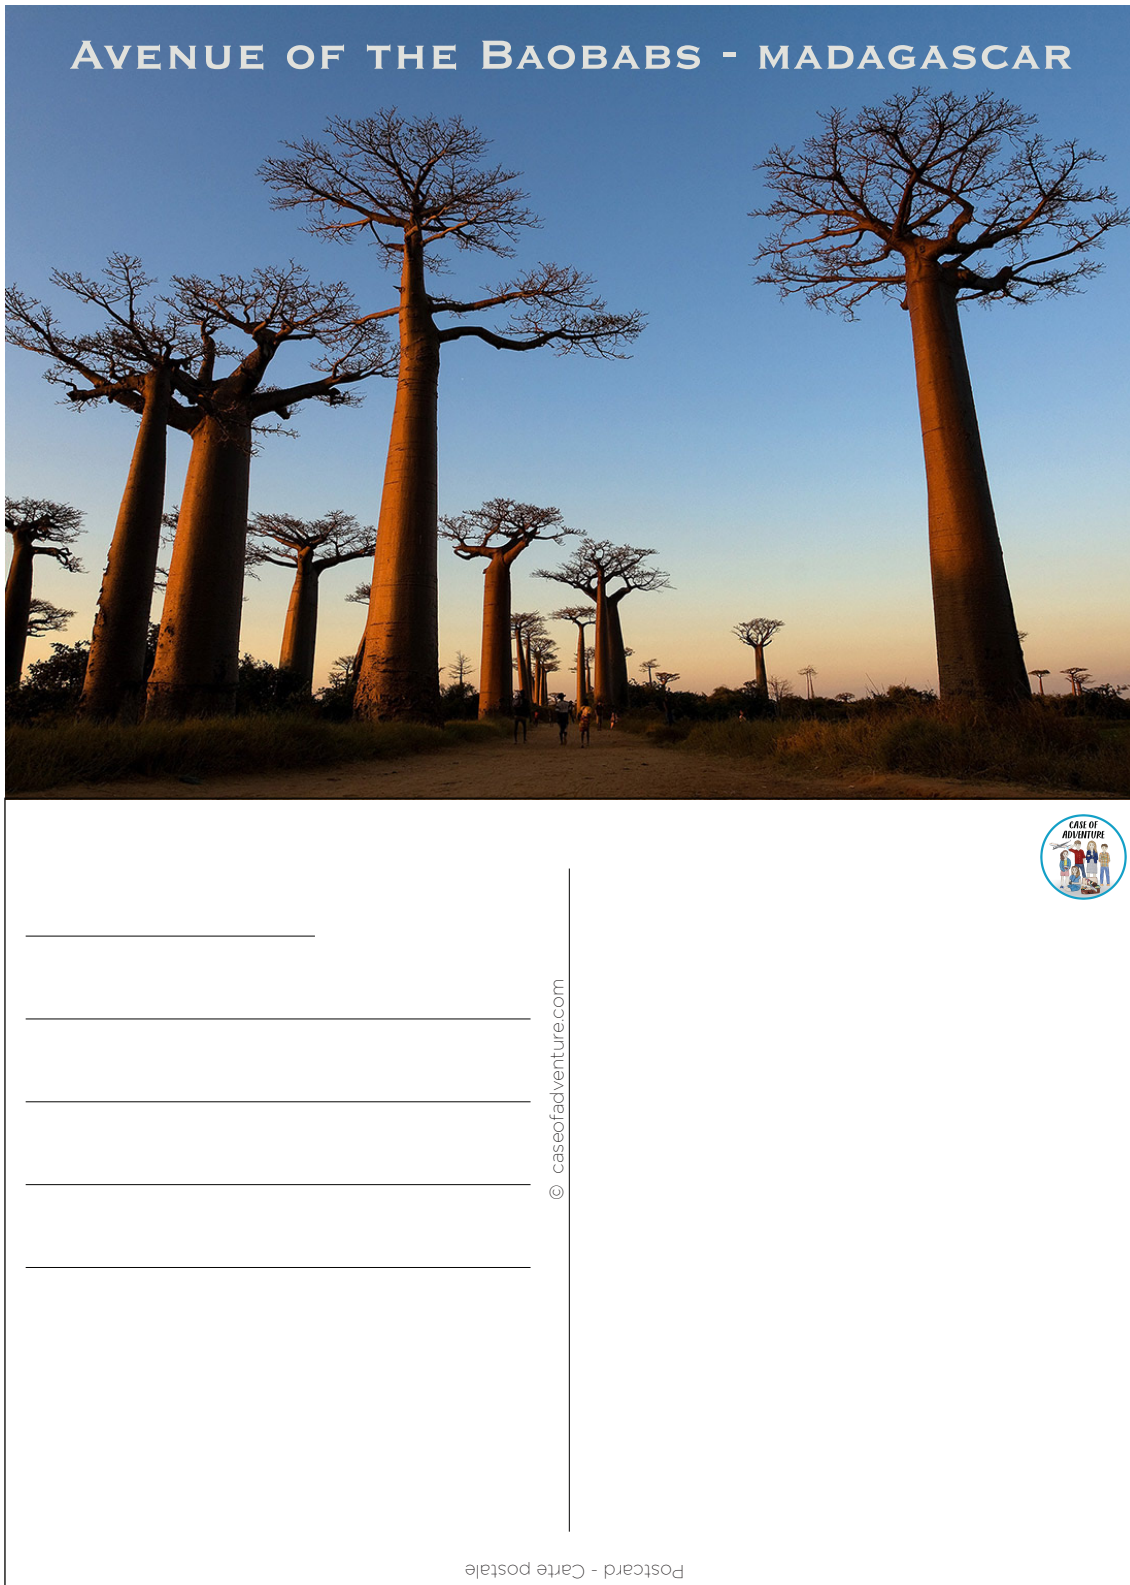 Avenue of the Baobabs - madagascar
CASE OF
ADVENTURE
© caseofadventure.com
Postcard - Carte postale